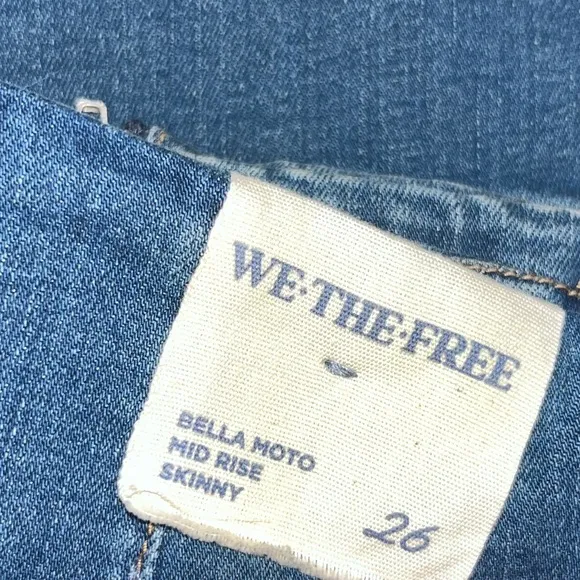 WE·THE·FREE
BELLA MOTO
MID RISE
SKINNY
26